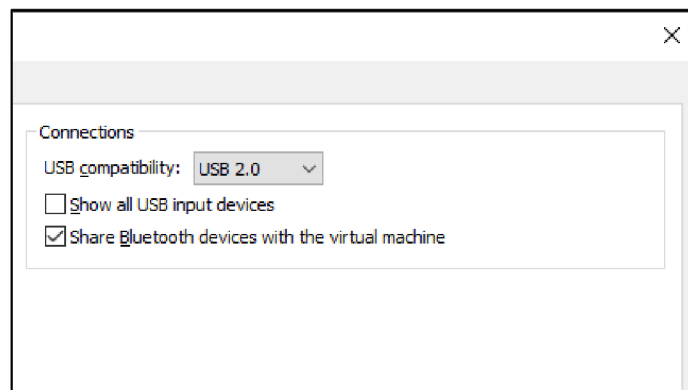 Connections
USB compatibility: USB 2.0
Show all USB input devices
Share Bluetooth devices with the virtual machine